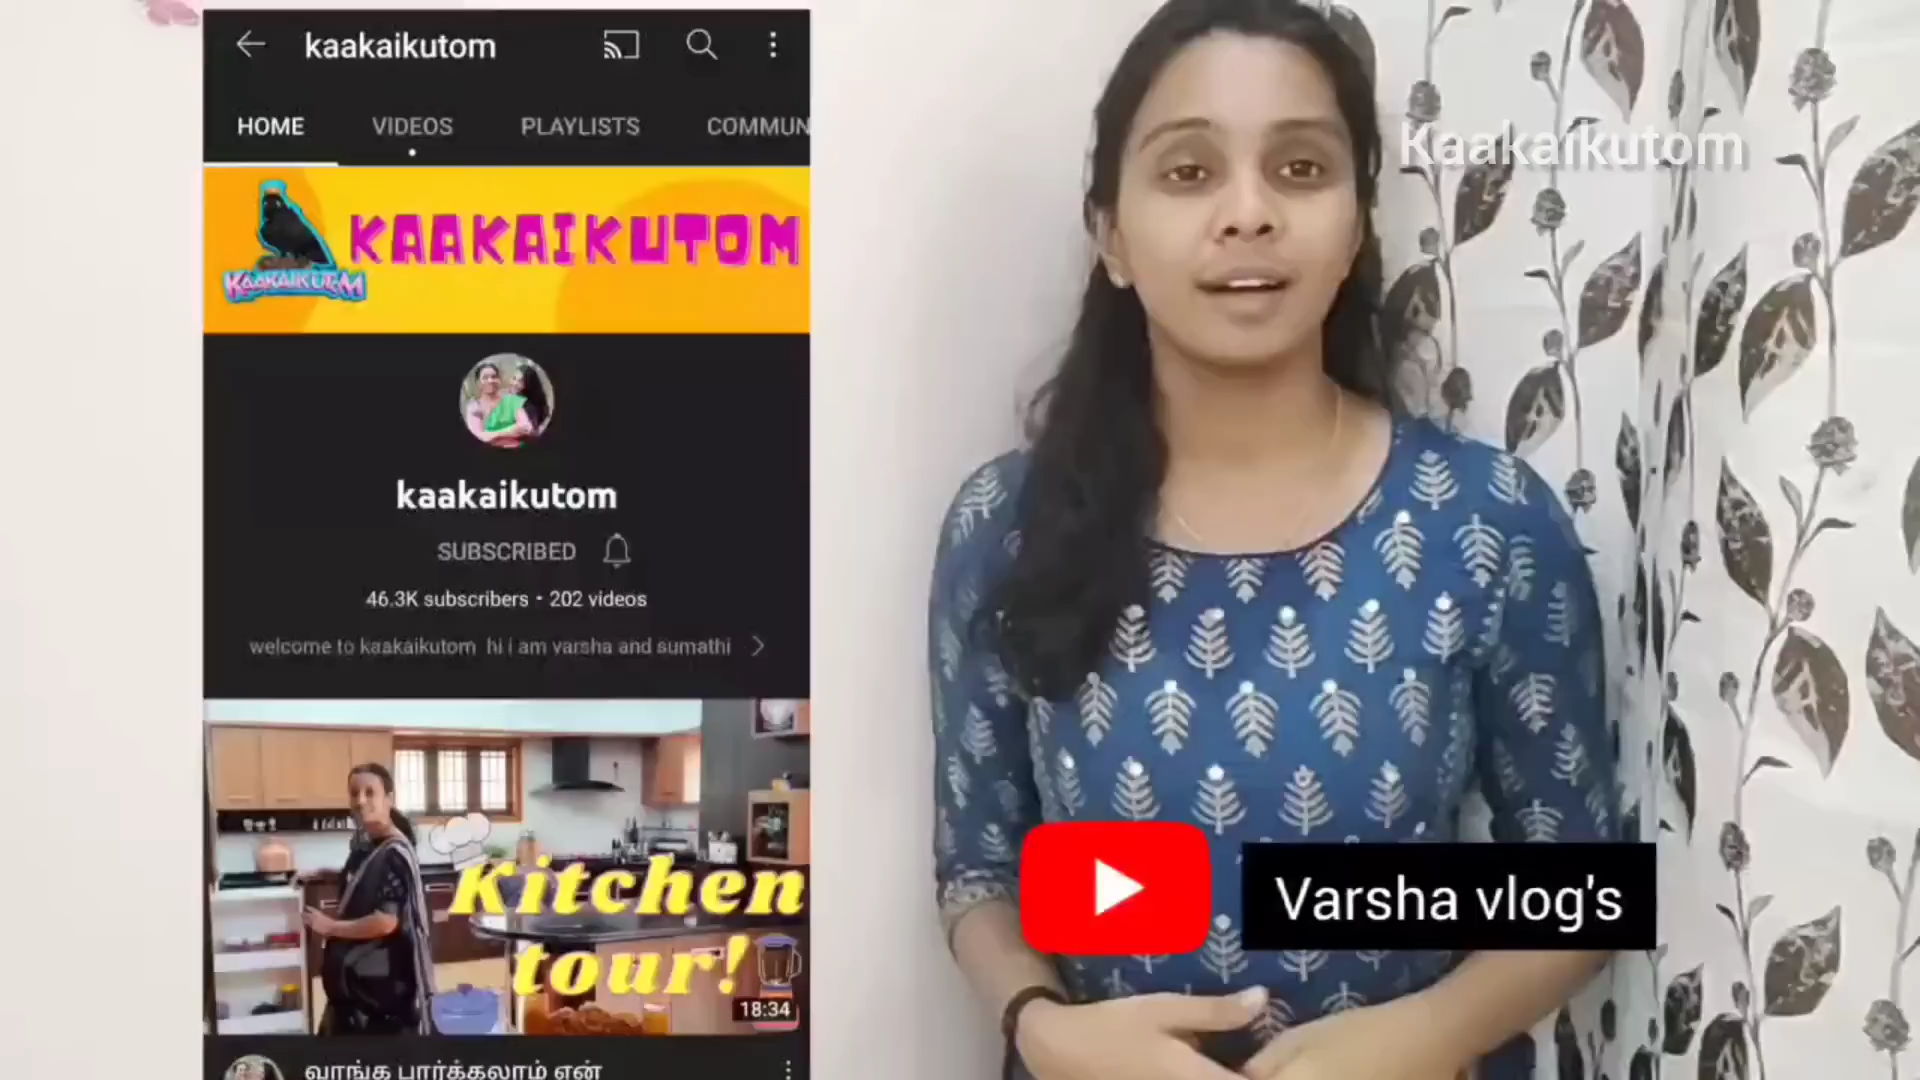 kaakaikutom
HOME VIDEOS PLAYLISTS COMMUN
KAAKAIKUTOM
KAAKAIKUTOM
kaakaikutom
SUBSCRIBED
46.3K subscribers • 202 videos
welcome to kaakaikutom hi i am varsha and sumathi
Kitchen
tour!
18:34
வாங்க பார்க்கலாம் என்
Kaakaikutom
Varsha vlog's